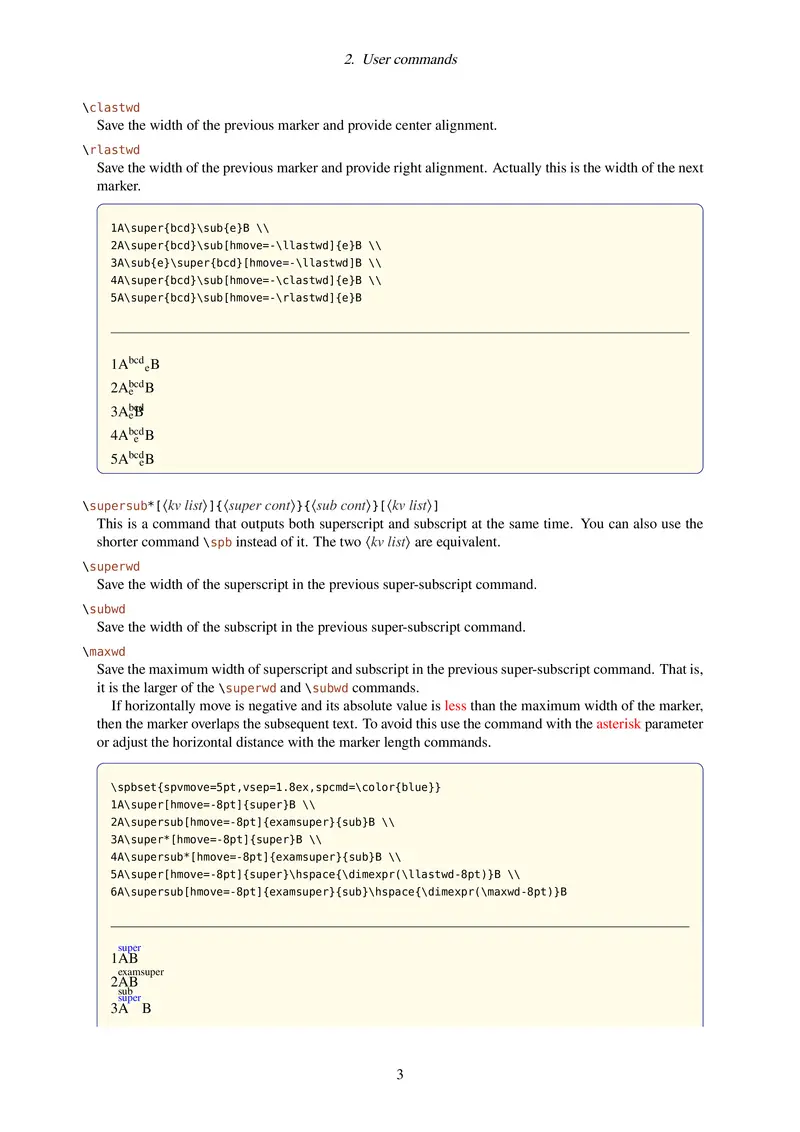 2. User commands
\clastwd
Save the width of the previous marker and provide center alignment.
\rlastwd
Save the width of the previous marker and provide right alignment. Actually this is the width of the next
marker.
1A\super{bcd}\sub{e}B \\
2A\super{bcd}\sub[hmove=-\llastwd]{e}B \\
3A\sub{e}\super{bcd}[hmove=-\llastwd]B \\
4A\super{bcd}\sub[hmove=-\clastwd]{e}B \\
5A\super{bcd}\sub[hmove=-\rlastwd]{e}B
1AbcdeB
2AbcdeB
3AebcdB
4AbcdeB
5AbcdeB
\supersub*[⟨kv list⟩]{⟨super cont⟩}{⟨sub cont⟩}[⟨kv list⟩]
This is a command that outputs both superscript and subscript at the same time. You can also use the
shorter command \spb instead of it. The two ⟨kv list⟩ are equivalent.
\superwd
Save the width of the superscript in the previous super-subscript command.
\subwd
Save the width of the subscript in the previous super-subscript command.
\maxwd
Save the maximum width of superscript and subscript in the previous super-subscript command. That is,
it is the larger of the \superwd and \subwd commands.
If horizontally move is negative and its absolute value is less than the maximum width of the marker,
then the marker overlaps the subsequent text. To avoid this use the command with the asterisk parameter
or adjust the horizontal distance with the marker length commands.
\spbset{spvmove=5pt,vsep=1.8ex,spcmd=\color{blue}}
1A\super[hmove=-8pt]{super}B \\
2A\supersub[hmove=-8pt]{examsuper}{sub}B \\
3A\super*[hmove=-8pt]{super}B \\
4A\supersub*[hmove=-8pt]{examsuper}{sub}B \\
5A\super[hmove=-8pt]{super}\hspace{\dimexpr(\llastwd-8pt)}B \\
6A\supersub[hmove=-8pt]{examsuper}{sub}\hspace{\dimexpr(\maxwd-8pt)}B
super
1AB
examsuper
2AB
sub
super
3A B
3